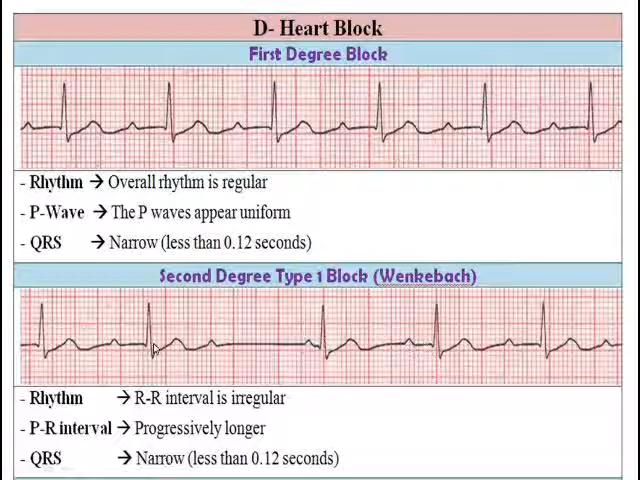 D- Heart Block
First Degree Block
- Rhythm → Overall rhythm is regular
- P-Wave → The P waves appear uniform
- QRS → Narrow (less than 0.12 seconds)
Second Degree Type 1 Block (Wenkebach)
- Rhythm → R-R interval is irregular
- P-R interval → Progressively longer
- QRS → Narrow (less than 0.12 seconds)